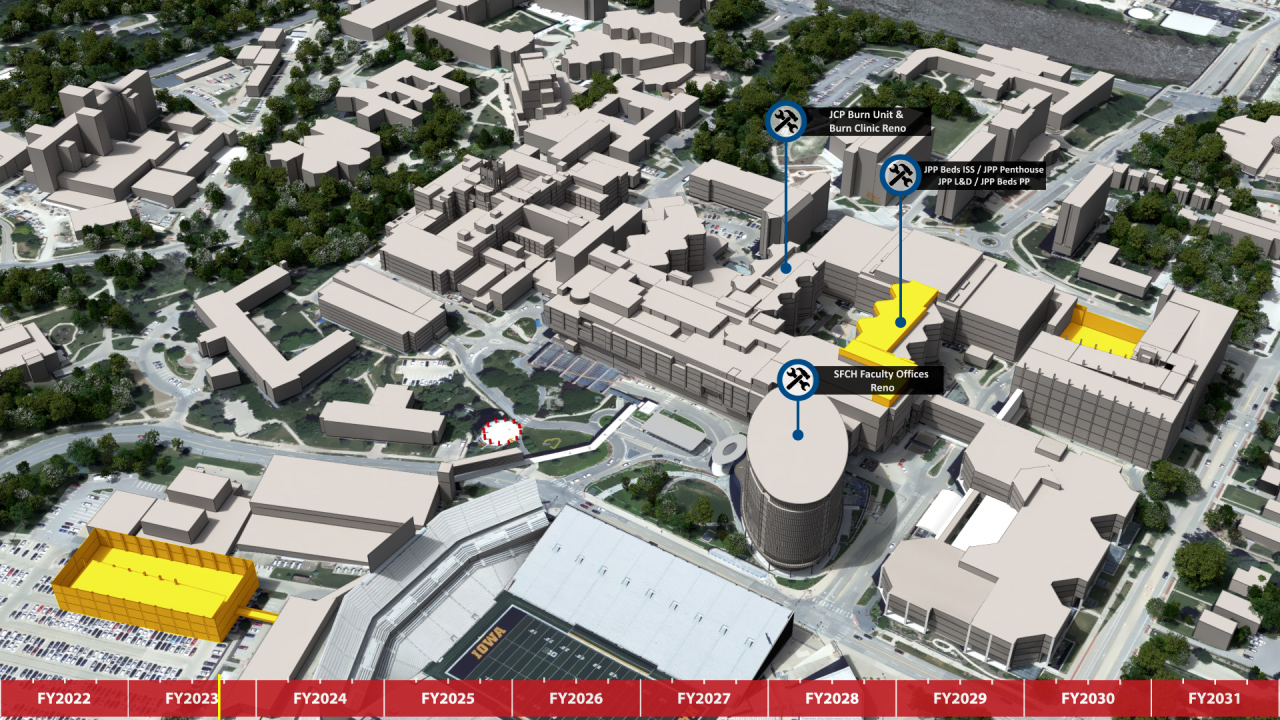 JCP Burn Unit &
Burn Clinic Reno
JPP Beds ISS / JPP Penthouse
JPP L&D / JPP Beds PP
SFCH Faculty Offices
Reno
IOWA
FY2022
FY2023
FY2024
FY2025
FY2026
FY2027
FY2028
FY2029
FY2030
FY2031